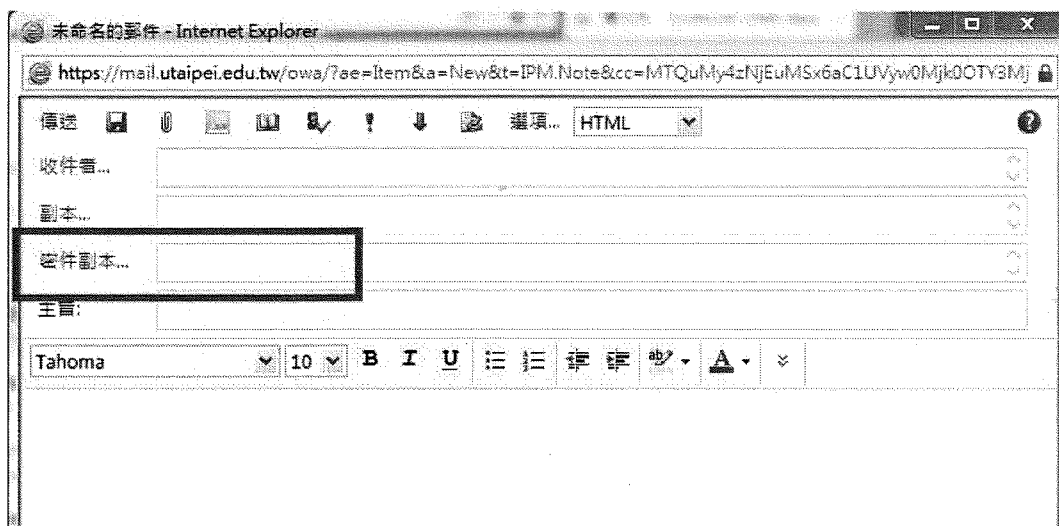 未命名的郵件 - Internet Explorer
https://mail.utaipei.edu.tw/owa/?ae=Item&a=New&t=IPM.Note&cc=MTQuMy4zNjEuMSx6aC1UVyw0Mjk0OTY3Mj
傳送 選項... HTML
收件者...
副本...
密件副本...
主旨:
Tahoma 10 B I U ab A